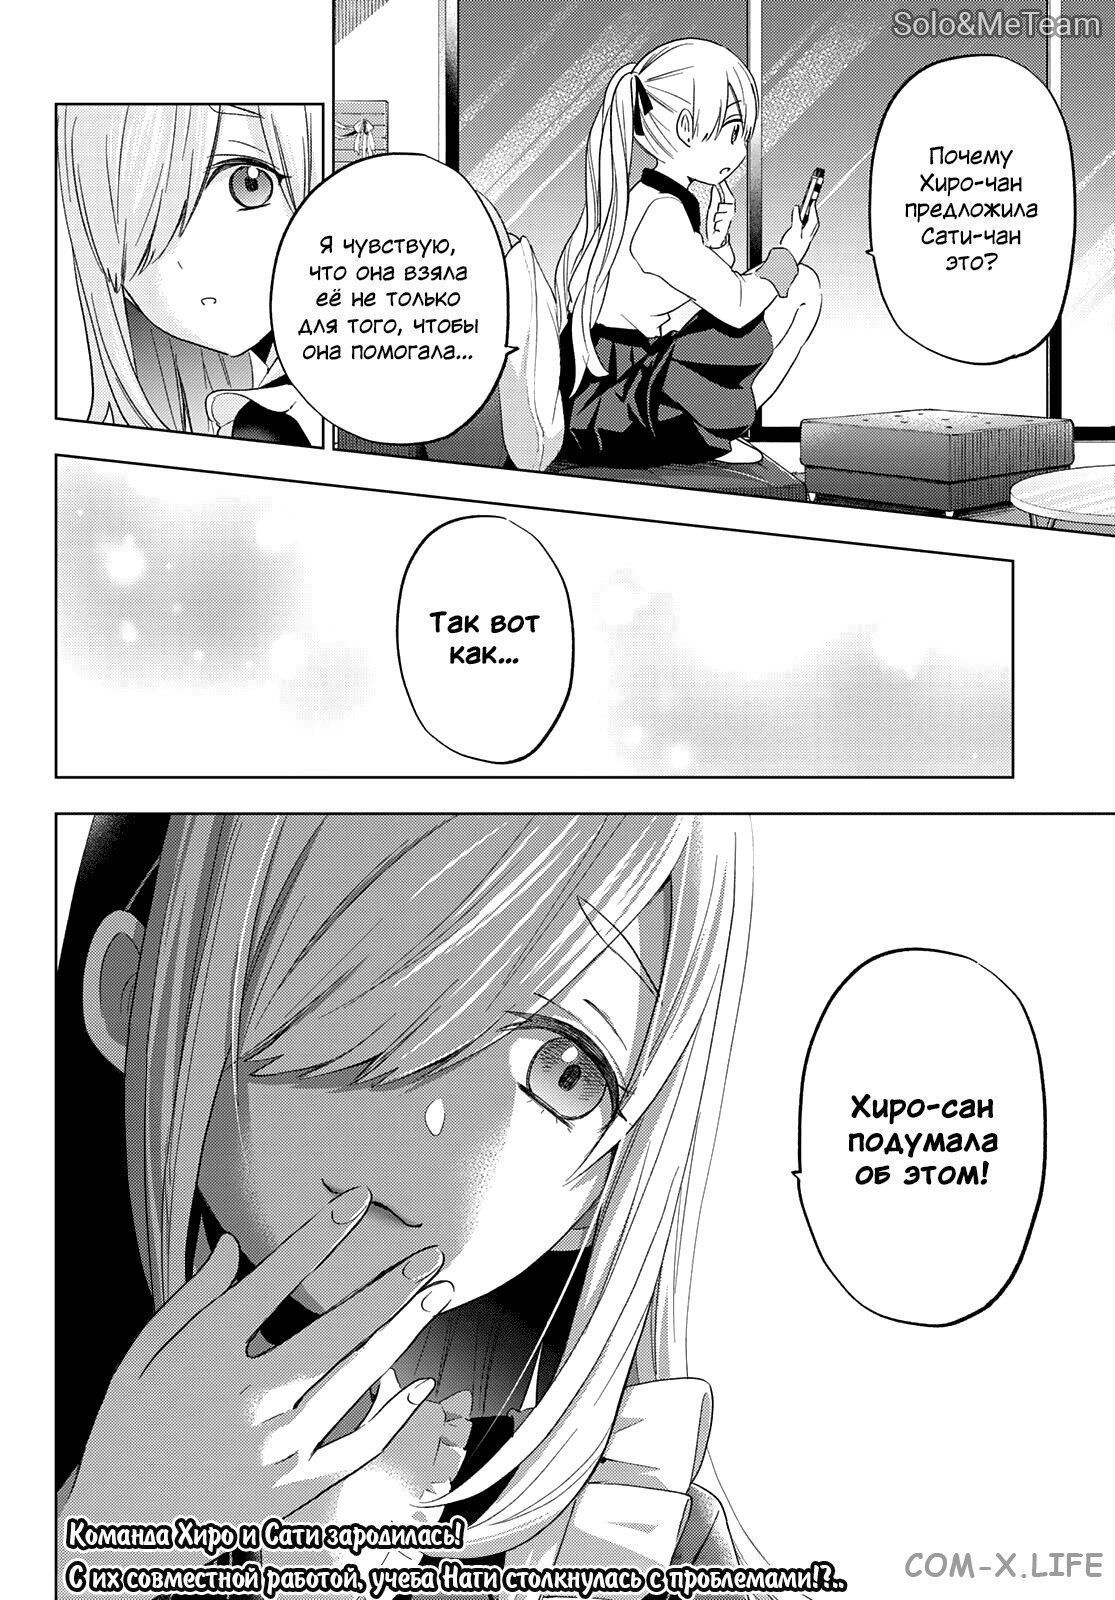 Solo&MeTeam
Почему
Хиро-чан
предложила
Сати-чан
это?
Я чувствую,
что она взяла
её не только
для того, чтобы
она помогала...
Так вот
как...
Хиро-сан
подумала
об этом!
Команда Хиро и Сати зародилась!
С их совместной работой, учеба Нати столкнулась с проблемами!?..
COM-X.LIFE